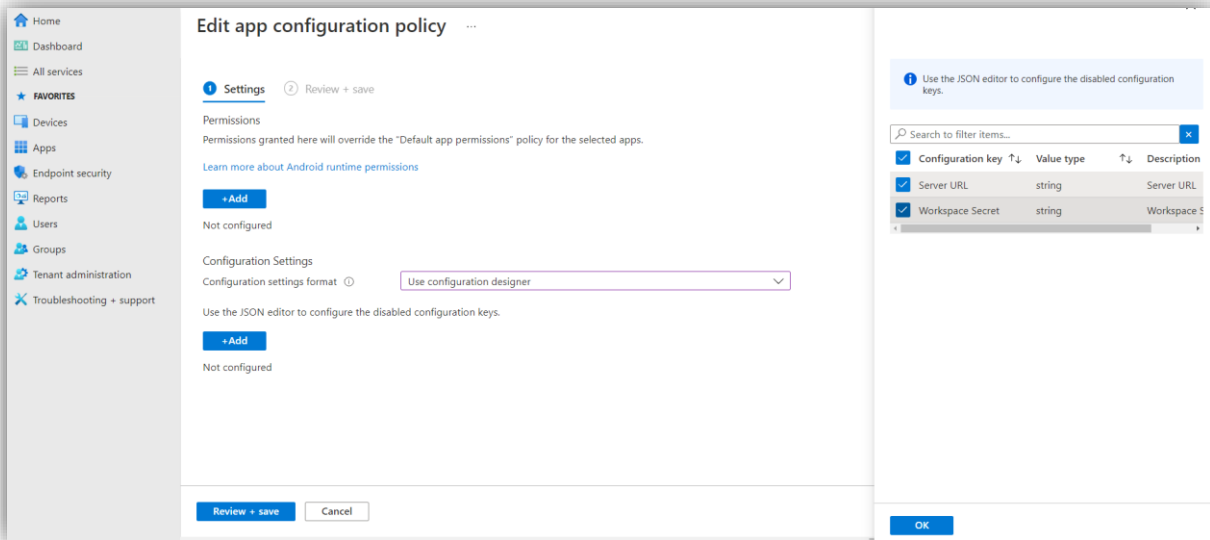 Home
Dashboard
All services
FAVORITES
Devices
Apps
Endpoint security
Reports
Users
Groups
Tenant administration
Troubleshooting + support
Edit app configuration policy ...
1 Settings 2 Review + save
Permissions
Permissions granted here will override the "Default app permissions" policy for the selected apps.
Learn more about Android runtime permissions
+Add
Not configured
Configuration Settings
Configuration settings format
Use configuration designer
Use the JSON editor to configure the disabled configuration keys.
+Add
Not configured
Review + save Cancel
Use the JSON editor to configure the disabled configuration
keys.
Search to filter items...
Configuration key Value type Description
Server URL string Server URL
Workspace Secret string Workspace S
OK